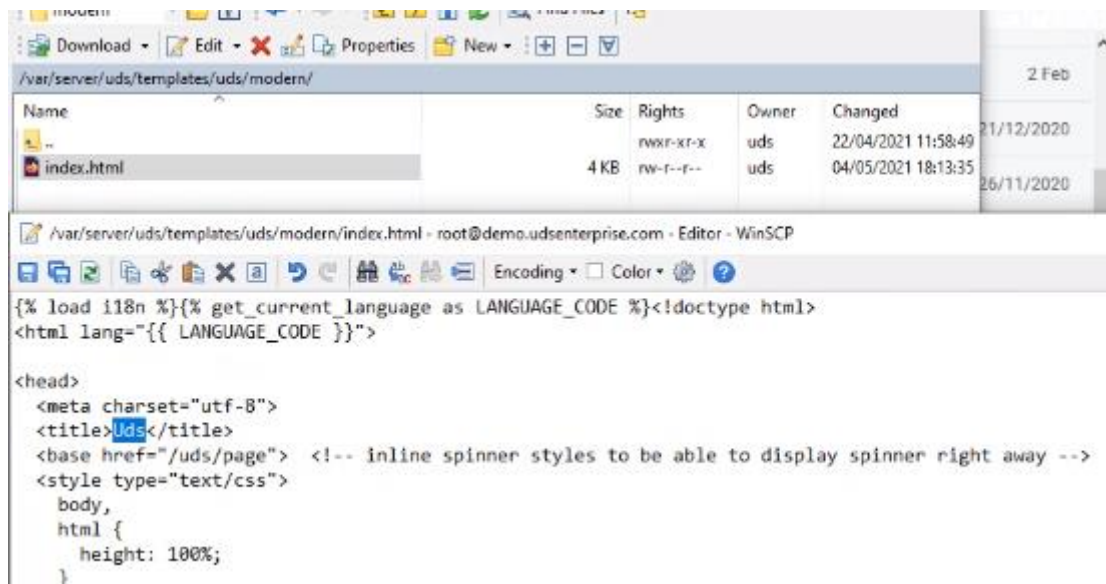 modern Find Files
Download Edit Properties New
/var/server/uds/templates/uds/modern/ 2 Feb
Name Size Rights Owner Changed
.. rwxr-xr-x uds 22/04/2021 11:58:49 21/12/2020
index.html 4 KB rw-r--r-- uds 04/05/2021 18:13:35
26/11/2020
/var/server/uds/templates/uds/modern/index.html - root@demo.udsenterprise.com - Editor - WinSCP
Encoding Color
{% load i18n %}{% get_current_language as LANGUAGE_CODE %}<!doctype html>
<html lang="{{ LANGUAGE_CODE }}">
<head>
<meta charset="utf-8">
<title>Uds</title>
<base href="/uds/page"> <!-- inline spinner styles to be able to display spinner right away -->
<style type="text/css">
body,
html {
height: 100%;
}